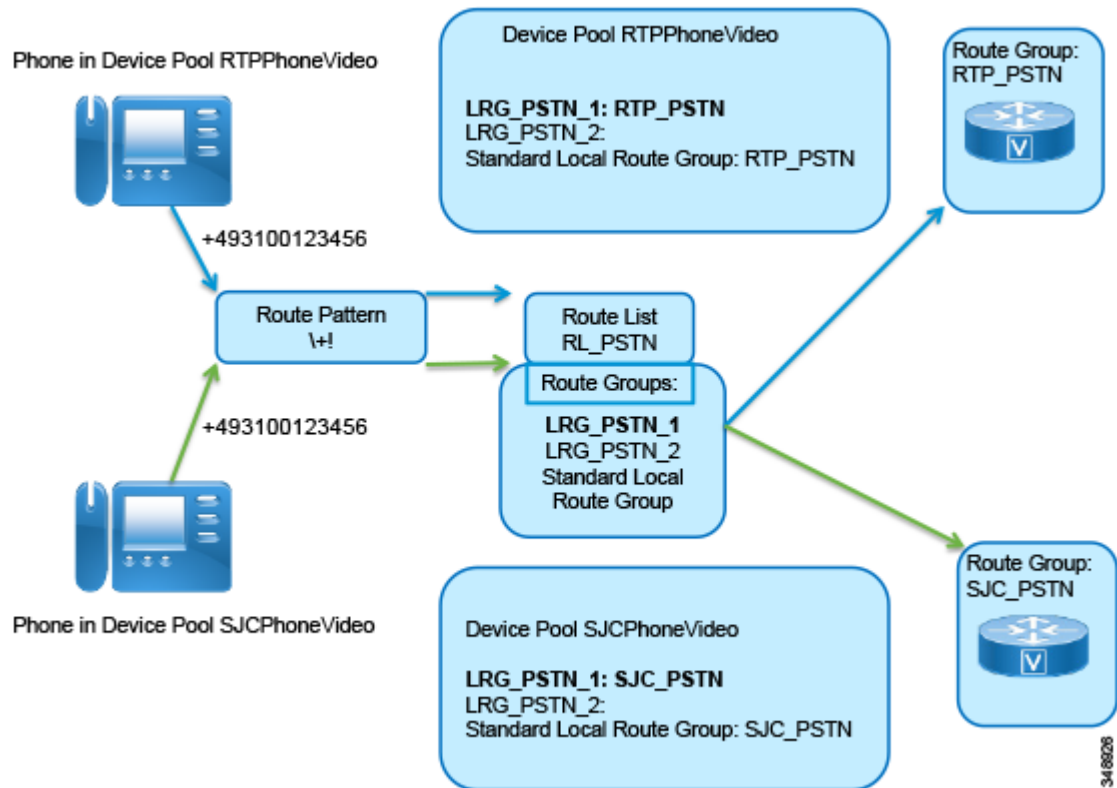 Phone in Device Pool RTPPhoneVideo
Device Pool RTPPhoneVideo
LRG_PSTN_1: RTP_PSTN
LRG_PSTN_2:
Standard Local Route Group: RTP_PSTN
Route Group:
RTP_PSTN
V
+493100123456
Route Pattern
\+!
Route List
RL_PSTN
Route Groups:
LRG_PSTN_1
LRG_PSTN_2
Standard Local
Route Group
+493100123456
Phone in Device Pool SJCPhoneVideo
Device Pool SJCPhoneVideo
LRG_PSTN_1: SJC_PSTN
LRG_PSTN_2:
Standard Local Route Group: SJC_PSTN
Route Group:
SJC_PSTN
V
348926